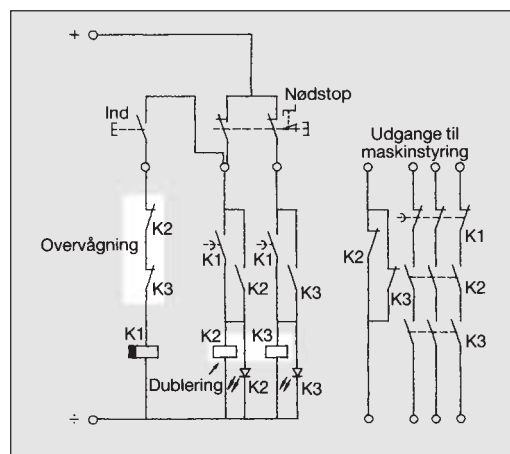 +
Nødstop
Ind
Udgange til
maskinstyring
K2
Overvågning
K3
K1
K1
K2
K1
K3
K2
K3
K1
K2
K3
K1
K2
K3
Dublering
K2
K3
÷